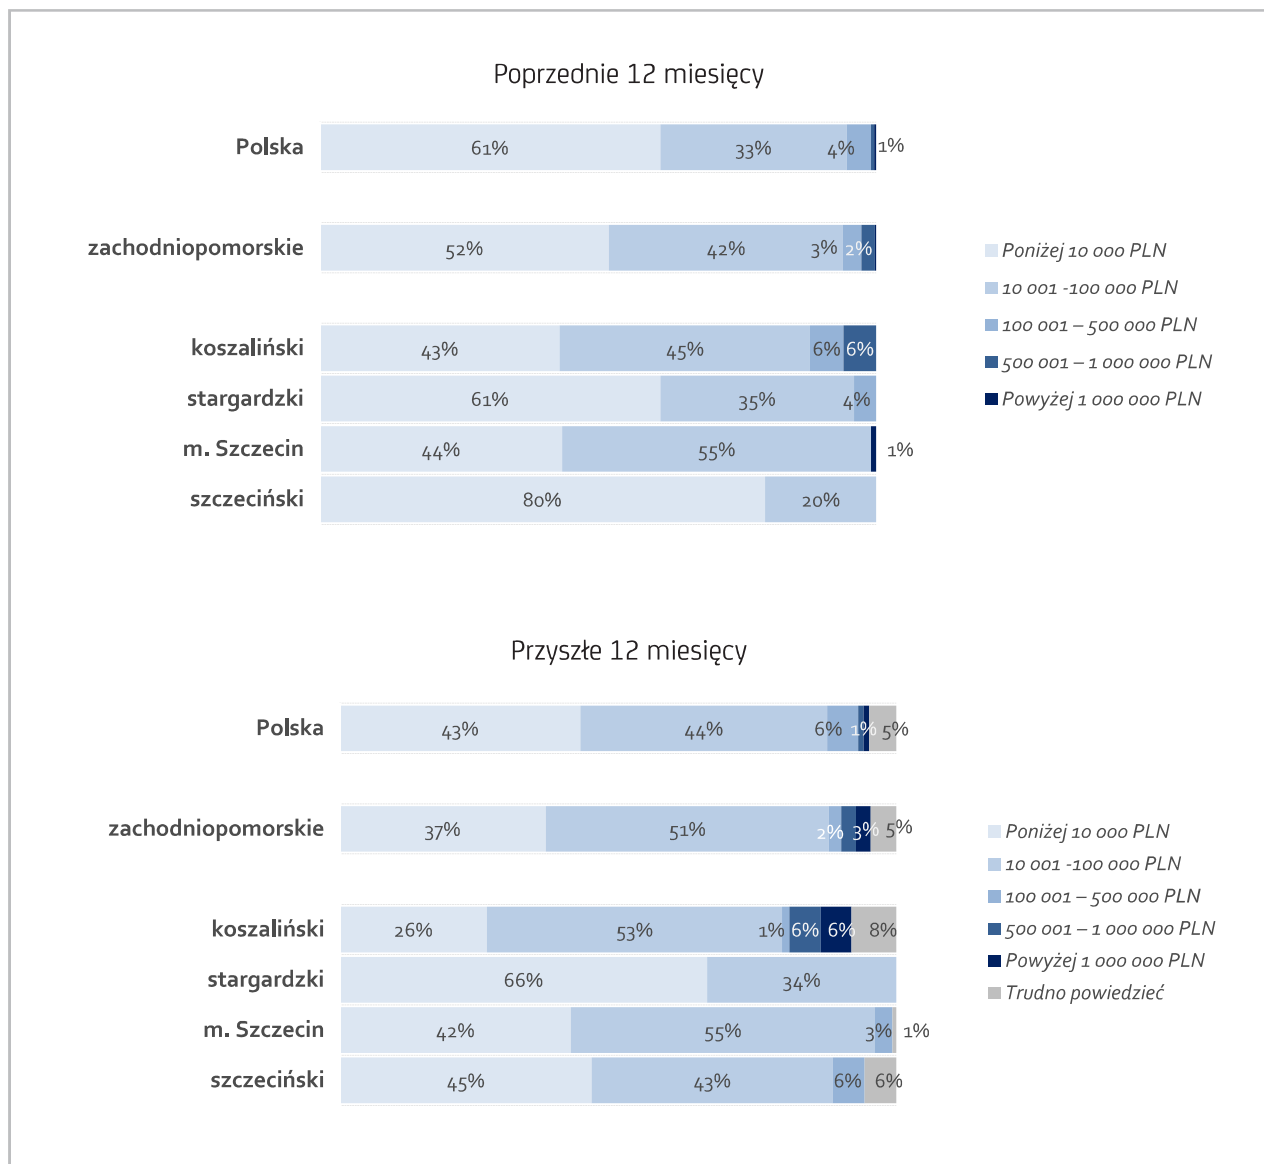 Poprzednie 12 miesięcy
Polska 61% 33% 4% 1%
zachodniopomorskie 52% 42% 3% 2%
koszaliński 43% 45% 6% 6%
stargardzki 61% 35% 4%
m. Szczecin 44% 55% 1%
szczeciński 80% 20%
Poniżej 10 000 PLN
10 001 -100 000 PLN
100 001 – 500 000 PLN
500 001 – 1 000 000 PLN
Powyżej 1 000 000 PLN
Przyszłe 12 miesięcy
Polska 43% 44% 6% 1% 5%
zachodniopomorskie 37% 51% 2% 3% 5%
koszaliński 26% 53% 1% 6% 6% 8%
stargardzki 66% 34%
m. Szczecin 42% 55% 3% 1%
szczeciński 45% 43% 6% 6%
Poniżej 10 000 PLN
10 001 -100 000 PLN
100 001 – 500 000 PLN
500 001 – 1 000 000 PLN
Powyżej 1 000 000 PLN
Trudno powiedzieć